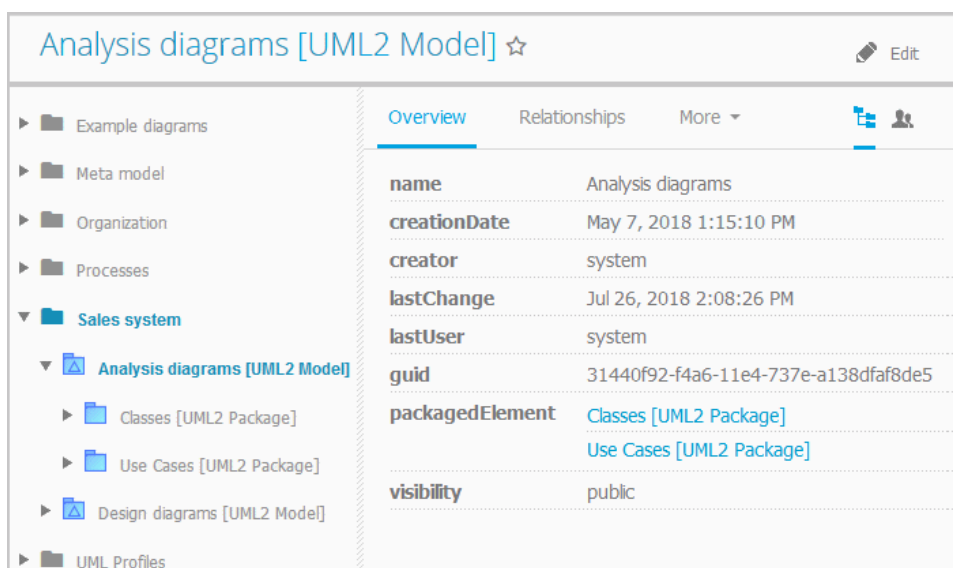 Analysis diagrams [UML2 Model]
Edit
Example diagrams
Meta model
Organization
Processes
Sales system
Analysis diagrams [UML2 Model]
Classes [UML2 Package]
Use Cases [UML2 Package]
Design diagrams [UML2 Model]
UML Profiles
Overview Relationships More
name Analysis diagrams
creationDate May 7, 2018 1:15:10 PM
creator system
lastChange Jul 26, 2018 2:08:26 PM
lastUser system
guid 31440f92-f4a6-11e4-737e-a138dfaf8de5
packagedElement Classes [UML2 Package]
Use Cases [UML2 Package]
visibility public